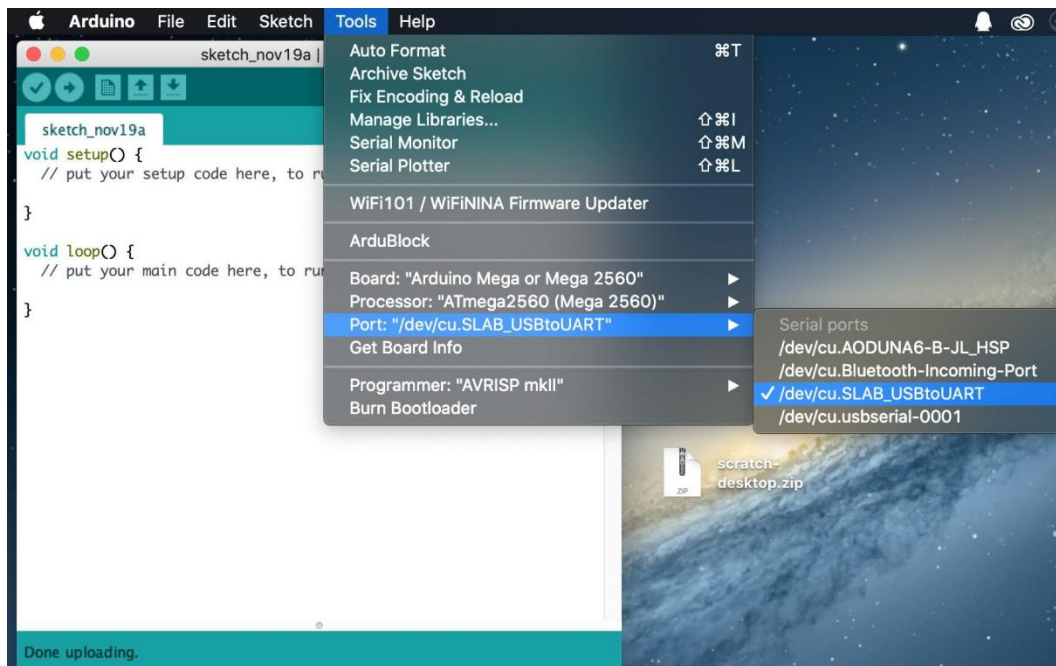 Arduino File Edit Sketch Tools Help
sketch_nov19a |
sketch_nov19a
void setup() {
// put your setup code here, to ru
}
void loop() {
// put your main code here, to rur
}
Done uploading.
Auto Format ⌘T
Archive Sketch
Fix Encoding & Reload
Manage Libraries... ⇧⌘I
Serial Monitor ⇧⌘M
Serial Plotter ⇧⌘L
WiFi101 / WiFiNINA Firmware Updater
ArduBlock
Board: "Arduino Mega or Mega 2560"
Processor: "ATmega2560 (Mega 2560)"
Port: "/dev/cu.SLAB_USBtoUART"
Get Board Info
Programmer: "AVRISP mkII"
Burn Bootloader
Serial ports
/dev/cu.AODUNA6-B-JL_HSP
/dev/cu.Bluetooth-Incoming-Port
✓ /dev/cu.SLAB_USBtoUART
/dev/cu.usbserial-0001
ZIP
scratch-
desktop.zip